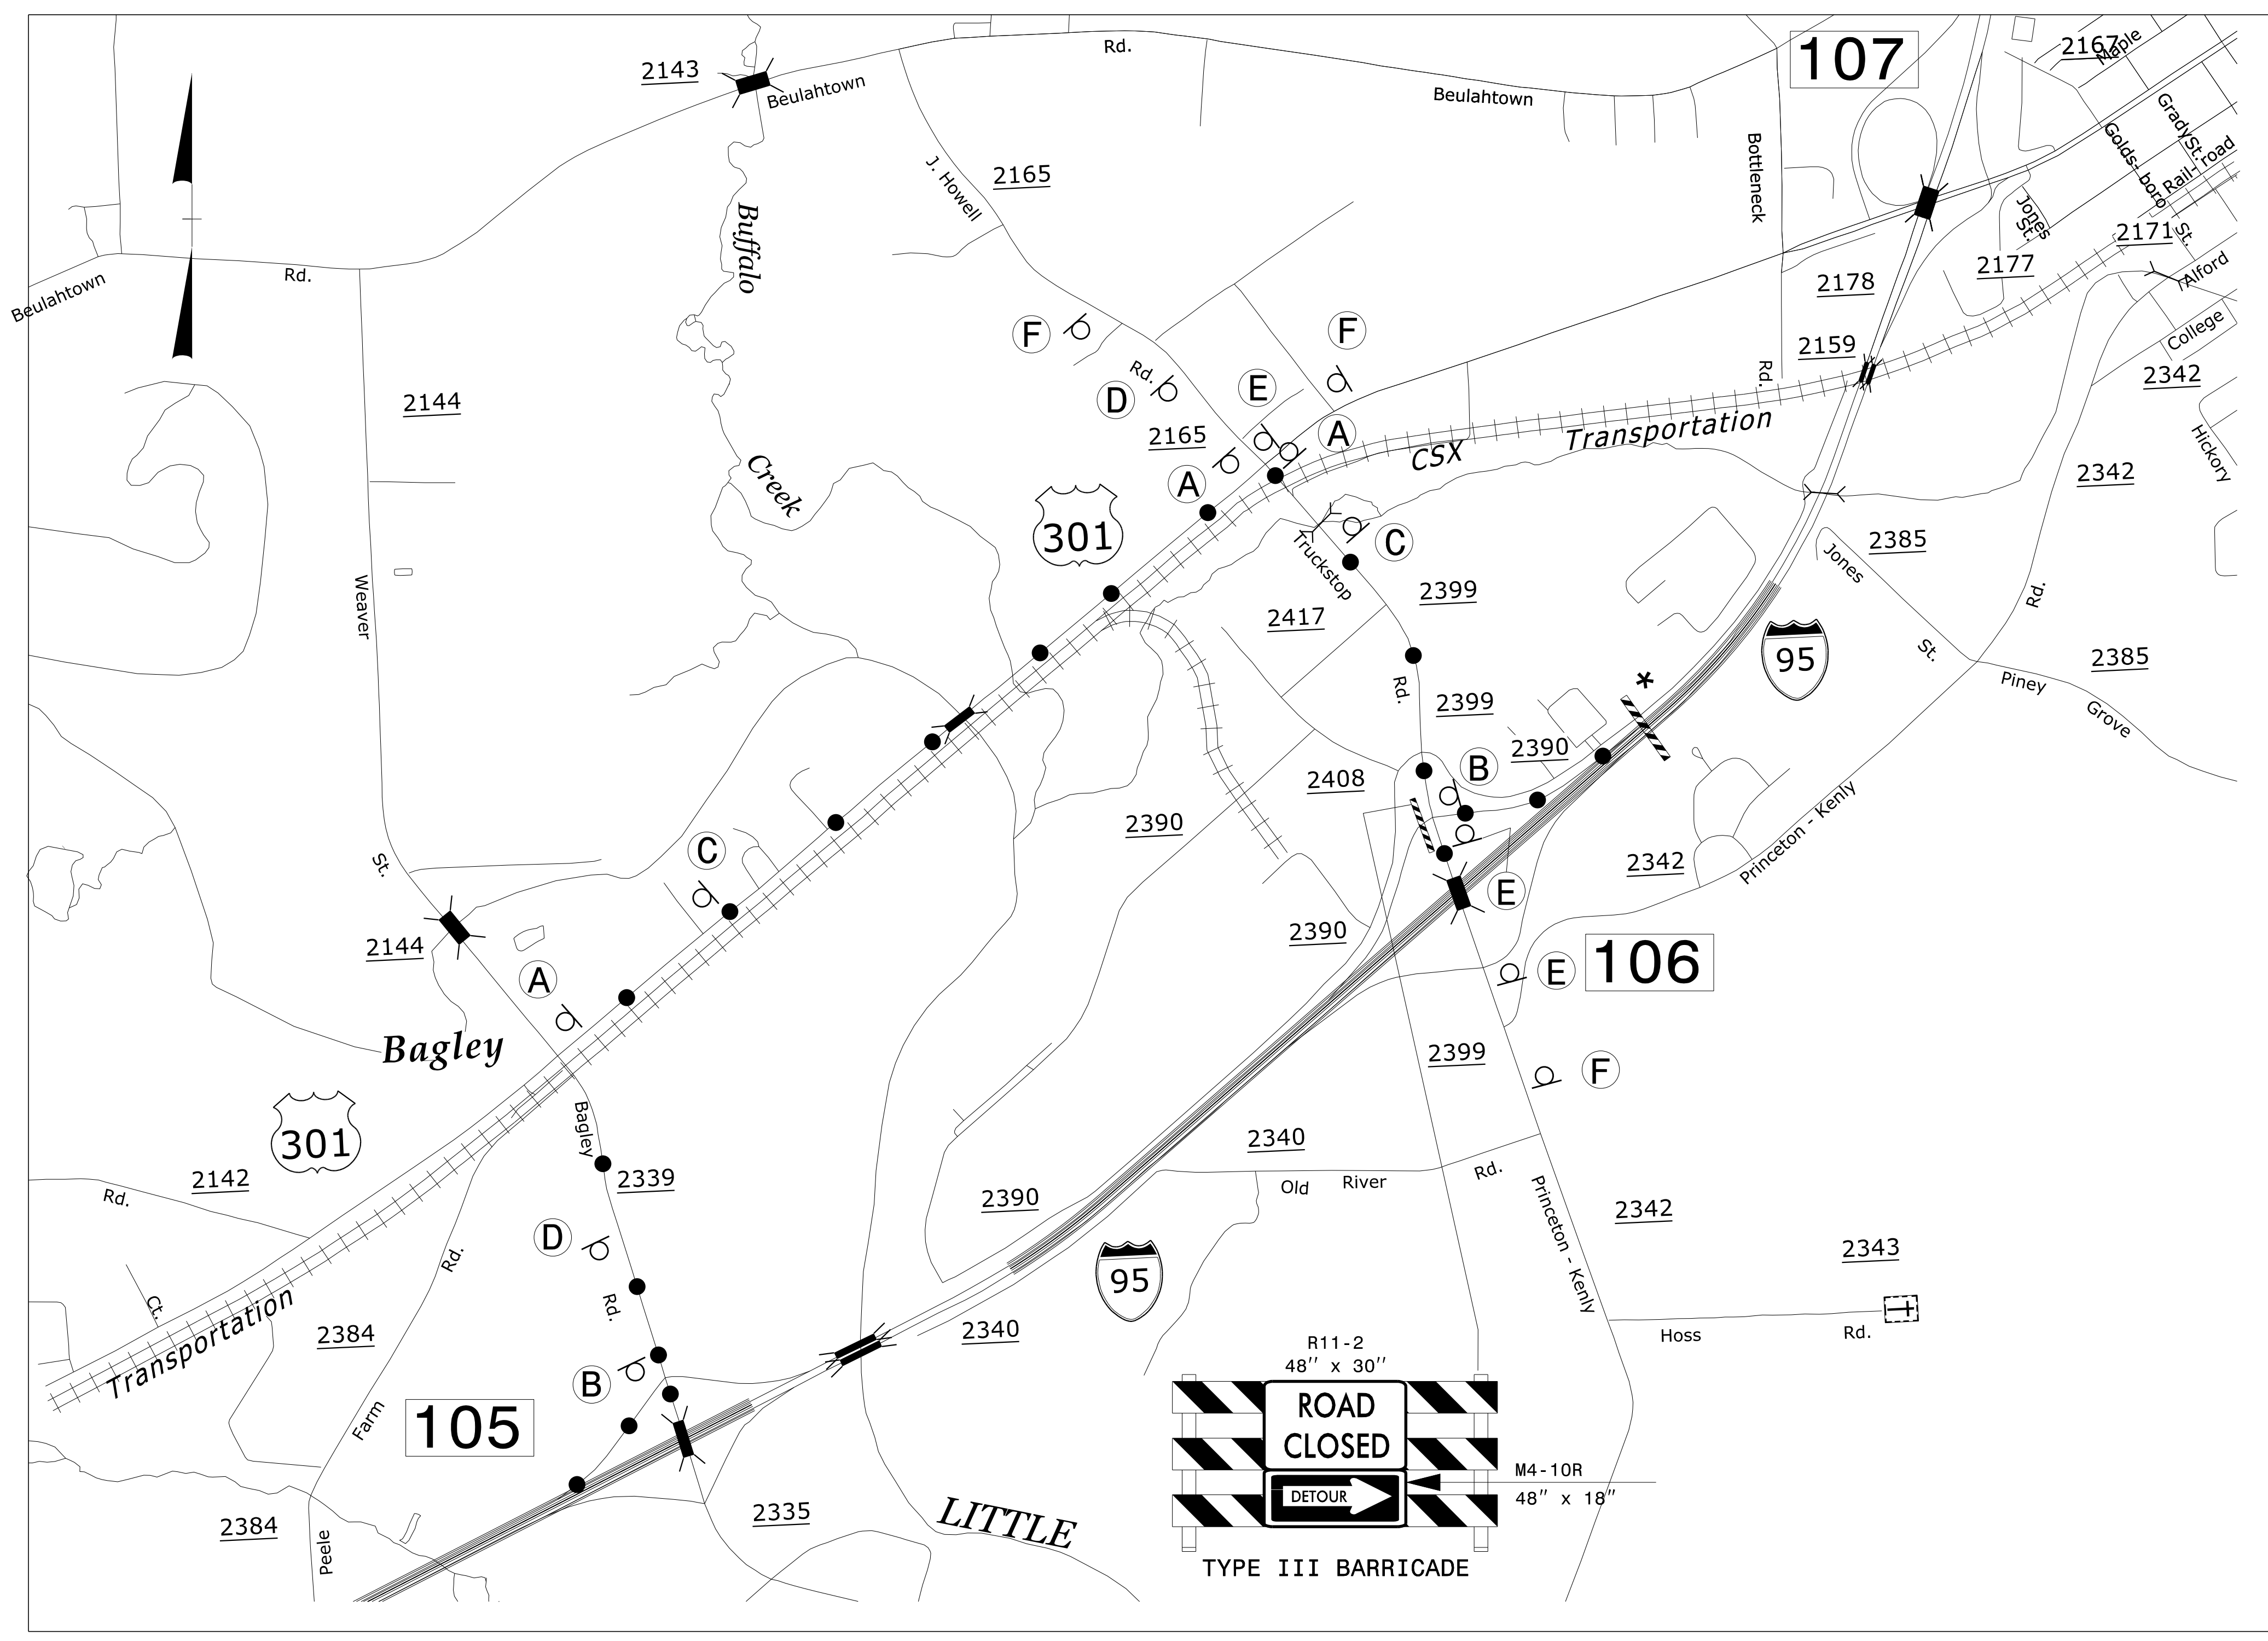 107
2167
Maple
2143
Beulahtown
Rd.
Beulahtown
Bottleneck
Grady St.
Golds- boro St.
Rail- road
J. Howell
2165
Buffalo
Jones St.
2171
Alford
2177
2178
College
Beulahtown
Rd.
F
F
2159
Rd.
2342
Rd.
D
E
2144
2165
A
Transportation
CSX
Hickory
A
Creek
2342
301
C
2385
Truckstop
Jones
Weaver
2399
2417
Rd.
95
St.
2385
Rd.
*
Piney
2399
Grove
2390
B
2408
2390
Princeton - Kenly
C
St.
2342
E
2390
2144
106
E
A
Bagley
2399
F
301
Bagley
2340
Rd.
2142
2339
River
Old
Rd.
2390
2342
Princeton - Kenly
D
2343
Rd.
95
Rd.
Ct.
Transportation
2384
2340
Hoss
Rd.
R11-2
48" x 30"
B
ROAD
CLOSED
Farm
105
M4-10R
DETOUR
48" x 18"
2335
2384
LITTLE
Peele
TYPE III BARRICADE